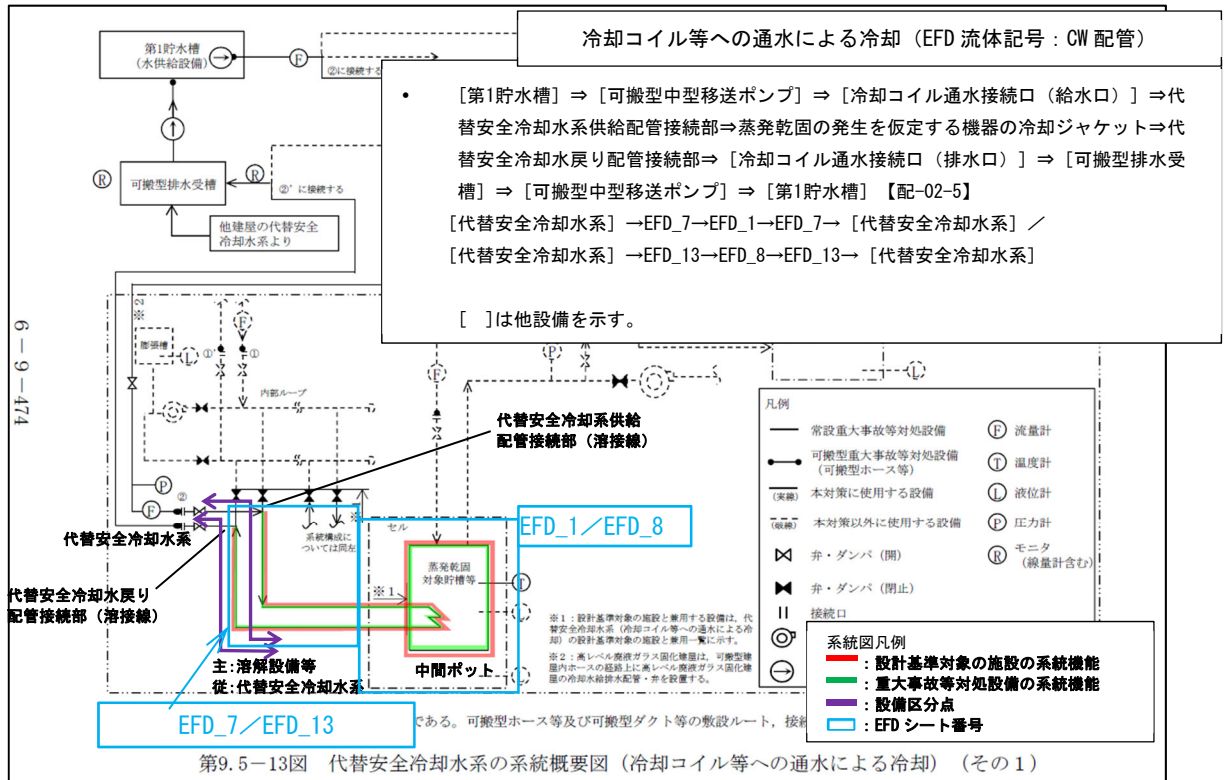 冷却コイル等への通水による冷却（EFD 流体記号：CW 配管）
• [第1貯水槽] ⇒ [可搬型中型移送ポンプ] ⇒ [冷却コイル通水接続口（給水口）] ⇒代
替安全冷却水系供給配管接続部⇒蒸発乾固の発生を仮定する機器の冷却ジャケット⇒代
替安全冷却水戻り配管接続部⇒ [冷却コイル通水接続口（排水口）] ⇒ [可搬型排水受
槽] ⇒ [可搬型中型移送ポンプ] ⇒ [第1貯水槽] 【配-02-5】
[代替安全冷却水系] →EFD_7→EFD_1→EFD_7→ [代替安全冷却水系] ／
[代替安全冷却水系] →EFD_13→EFD_8→EFD_13→ [代替安全冷却水系]
[ ]は他設備を示す。
第1貯水槽
(水供給設備)
F
②に接続する
R
可搬型排水受槽
R
②'に接続する
他建屋の代替安全
冷却水系より
6－9－474
※2
膨張槽
L
①'
F
①
内部ループ
F
P
L
代替安全冷却系供給
配管接続部（溶接線）
P
F
②
代替安全冷却水系
系統構成に
ついては同左
EFD_1／EFD_8
セル
蒸発乾固
対象貯槽等
T
※1
L
L
代替安全冷却水戻り
配管接続部（溶接線）
主：溶解設備等
従：代替安全冷却水系
中間ポット
EFD_7／EFD_13
※1：設計基準対象の施設と兼用する設備は、代
替安全冷却水系（冷却コイル等への通水による冷
却）の設計基準対象の施設と兼用一覧に示す。
※2：高レベル廃液ガラス固化建屋は、可搬型建
屋内ホースの経路上に高レベル廃液ガラス固化建
屋の冷却水給排水配管・弁を設置する。
凡例
常設重大事故等対処設備
可搬型重大事故等対処設備
(可搬型ホース等)
(実線) 本対策に使用する設備
(破線) 本対策以外に使用する設備
弁・ダンパ（開）
弁・ダンパ（閉止）
接続口
F 流量計
T 温度計
L 液位計
P 圧力計
R モニタ
(線量計含む)
系統図凡例
：設計基準対象の施設の系統機能
：重大事故等対処設備の系統機能
：設備区分点
：EFD シート番号
である。可搬型ホース等及び可搬型ダクト等の敷設ルート，接続
第9.5－13図 代替安全冷却水系の系統概要図（冷却コイル等への通水による冷却）（その1）